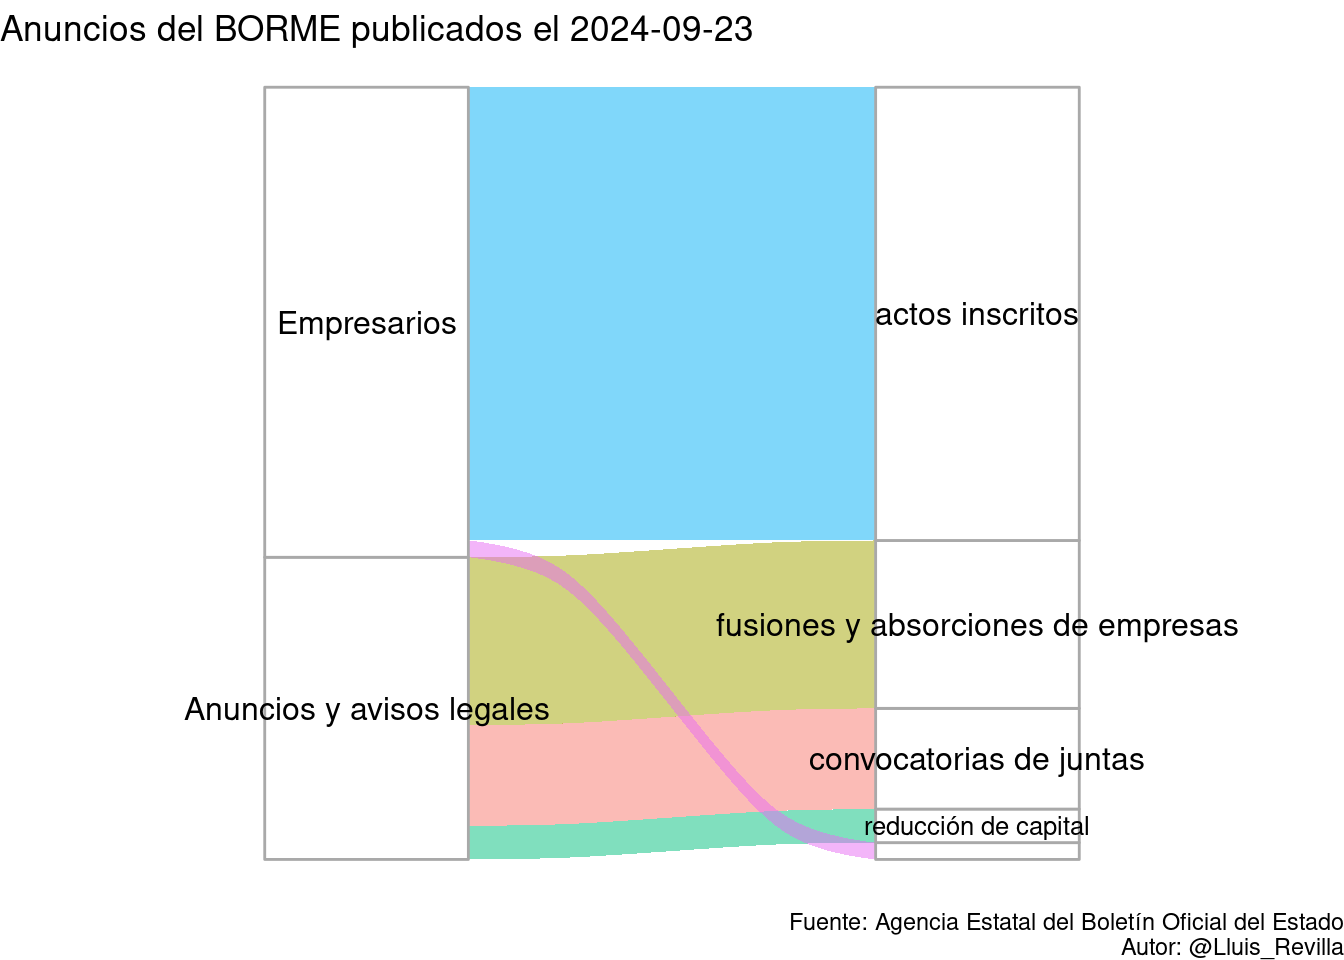 Anuncios del BORME publicados el 2024-09-23
Empresarios
actos inscritos
fusiones y absorciones de empresas
Anuncios y avisos legales
convocatorias de juntas
reducción de capital
Fuente: Agencia Estatal del Boletín Oficial del Estado
Autor: @Lluis_Revilla